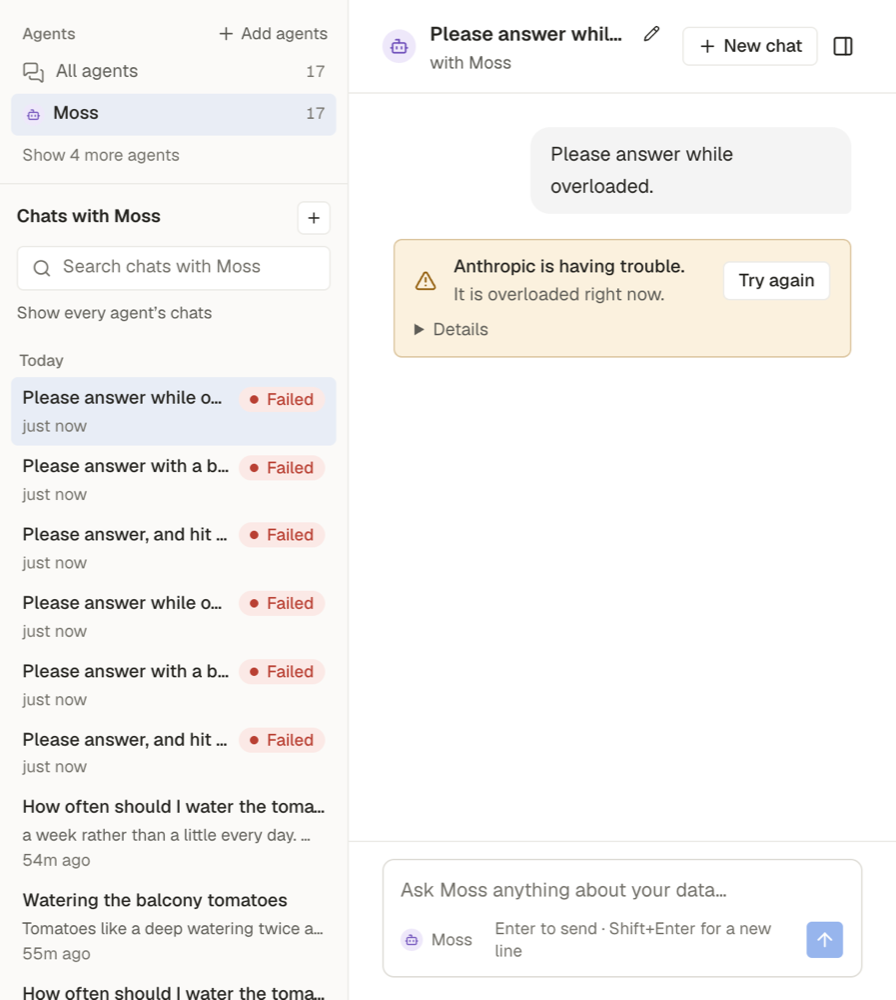 Agents
Add agents
All agents
17
Moss
17
Show 4 more agents
Chats with Moss
Search chats with Moss
Show every agent's chats
Today
Please answer while o…
Failed
just now
Please answer with a b…
Failed
just now
Please answer, and hit …
Failed
just now
Please answer while o…
Failed
just now
Please answer with a b…
Failed
just now
Please answer, and hit …
Failed
just now
How often should I water the toma…
a week rather than a little every day. …
54m ago
Watering the balcony tomatoes
Tomatoes like a deep watering twice a…
55m ago
How often should I water the toma…
Please answer whil…
with Moss
New chat
Please answer while
overloaded.
Anthropic is having trouble.
It is overloaded right now.
Try again
Details
Ask Moss anything about your data…
Moss
Enter to send · Shift+Enter for a new
line